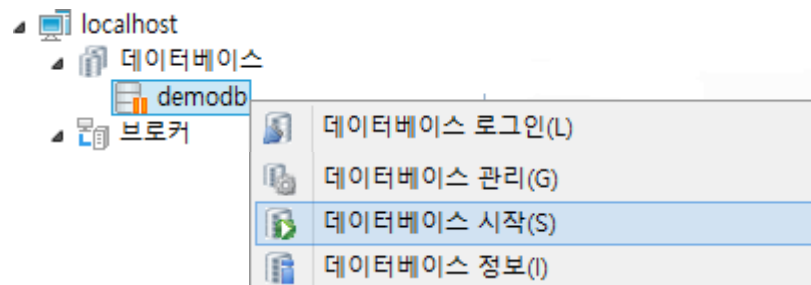 localhost
데이터베이스
demodb
브로커
데이터베이스 로그인(L)
데이터베이스 관리(G)
데이터베이스 시작(S)
데이터베이스 정보(I)